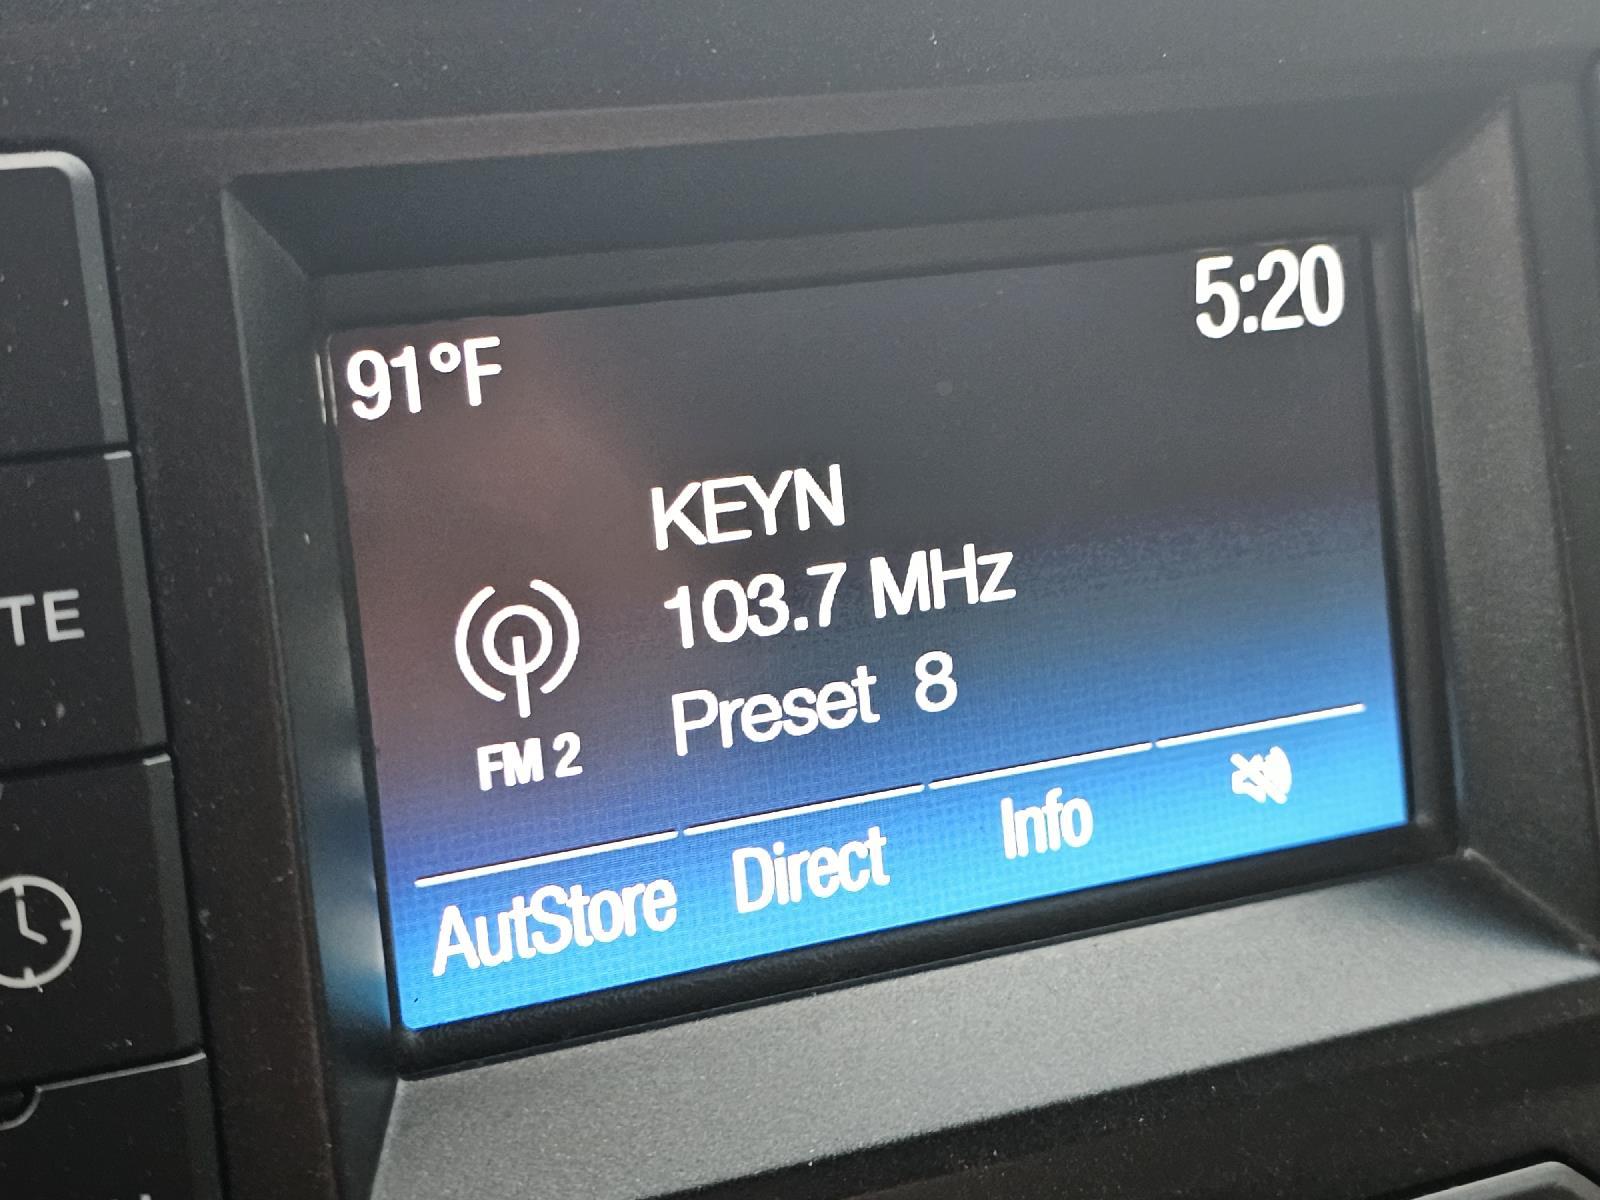 91°F
5:20
KEYN
103.7 MHz
Preset 8
FM 2
AutStore
Direct
Info
TE